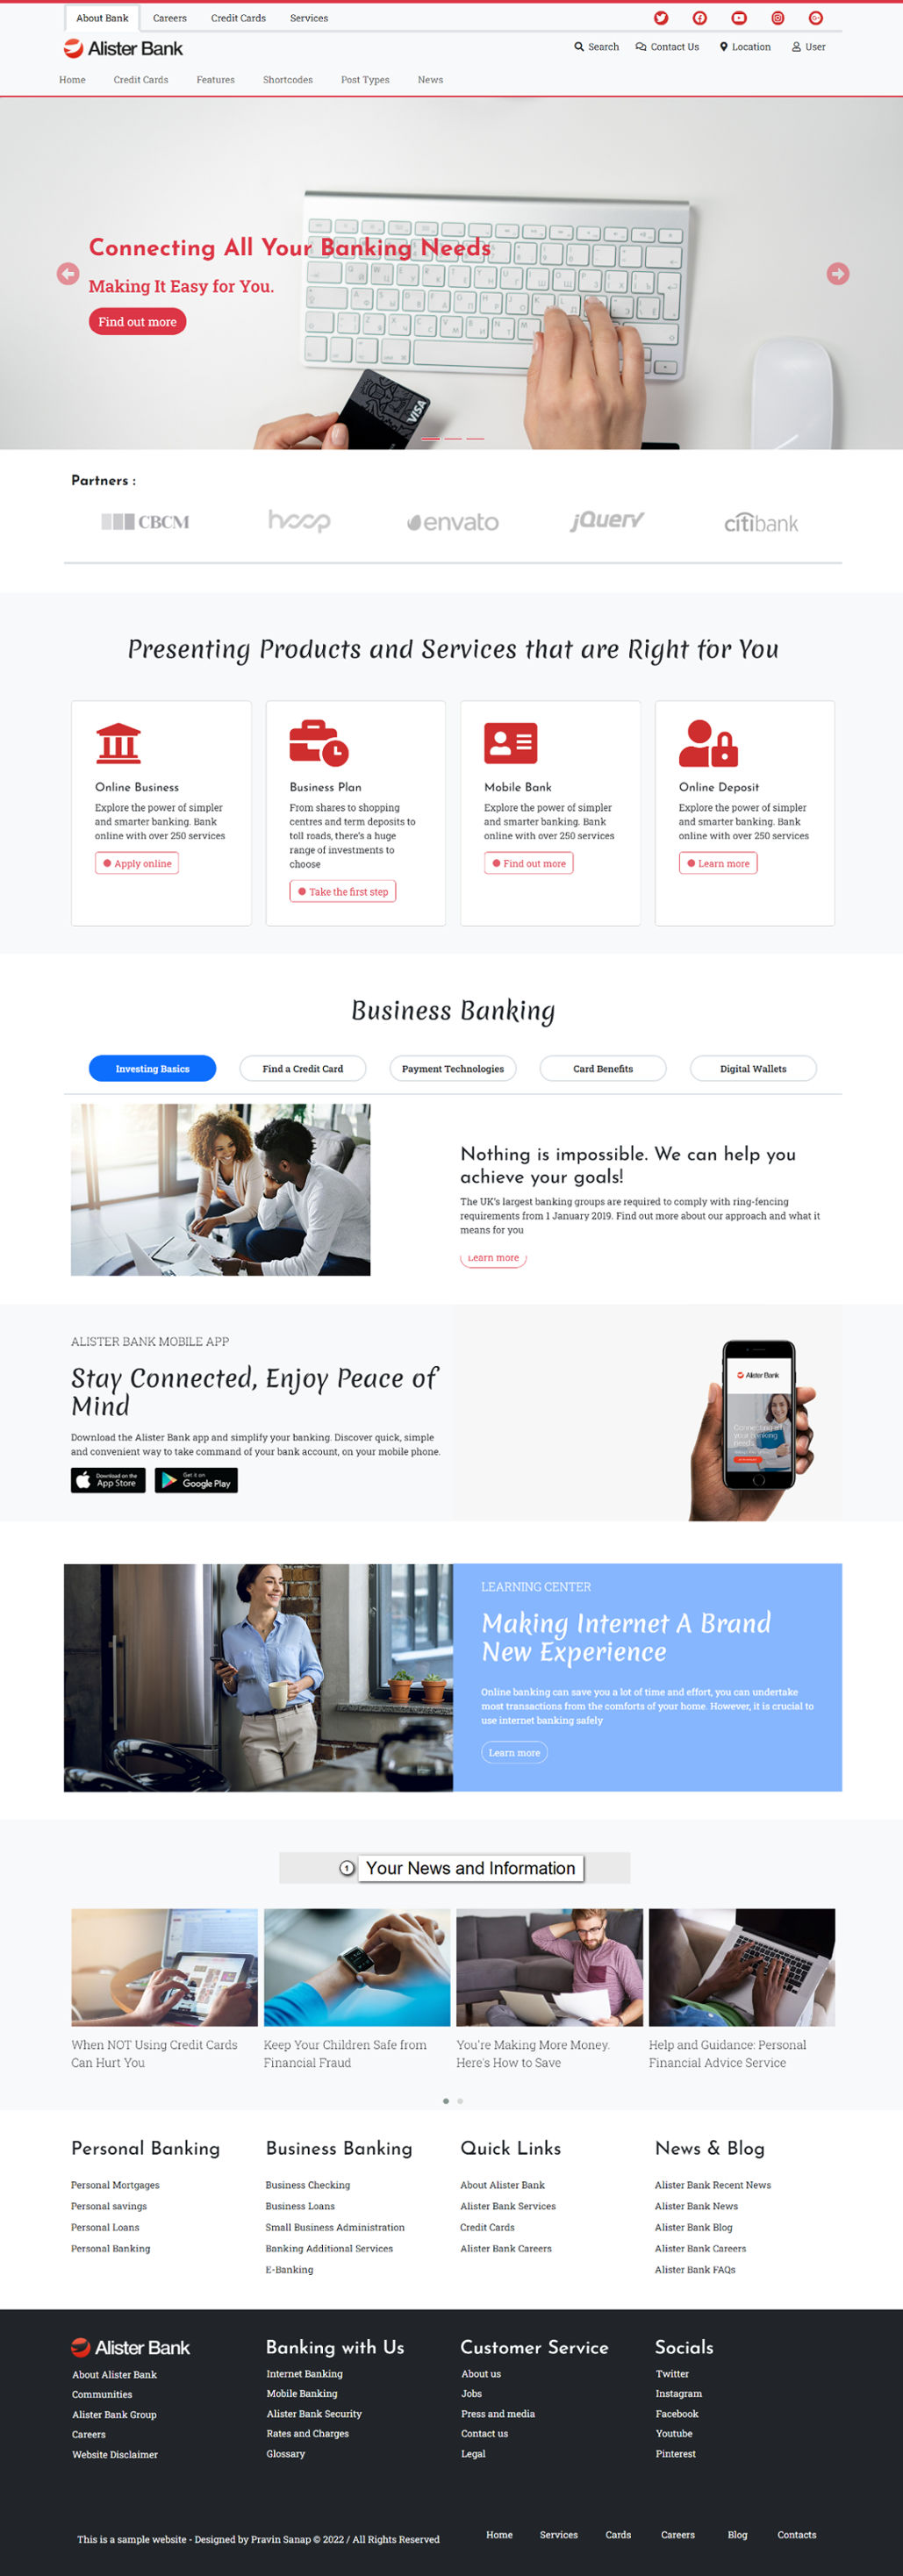 About Bank Careers Credit Cards Services
Alister Bank
Search Contact Us Location User
Home Credit Cards Features Shortcodes Post Types News
Connecting All Your Banking Needs
Making It Easy for You.
Find out more
VISA
Partners :
CBCM hoop envato jQuery citibank
Presenting Products and Services that are Right for You
Online Business
Explore the power of simpler
and smarter banking. Bank
online with over 250 services
Apply online
Business Plan
From shares to shopping
centres and term deposits to
toll roads, there's a huge
range of investments to
choose
Take the first step
Mobile Bank
Explore the power of simpler
and smarter banking. Bank
online with over 250 services
Find out more
Online Deposit
Explore the power of simpler
and smarter banking. Bank
online with over 250 services
Learn more
Business Banking
Investing Basics Find a Credit Card Payment Technologies Card Benefits Digital Wallets
Nothing is impossible. We can help you
achieve your goals!
The UK's largest banking groups are required to comply with ring-fencing
requirements from 1 January 2019. Find out more about our approach and what it
means for you
Learn more
ALISTER BANK MOBILE APP
Stay Connected, Enjoy Peace of
Mind
Download the Alister Bank app and simplify your banking. Discover quick, simple
and convenient way to take command of your bank account, on your mobile phone.
Download on the
App Store
Get it on
Google Play
Alister Bank
Connecting all
your banking
needs
LEARNING CENTER
Making Internet A Brand
New Experience
Online banking can save you a lot of time and effort, you can undertake
most transactions from the comforts of your home. However, it is crucial to
use internet banking safely
Learn more
1 Your News and Information
When NOT Using Credit Cards
Can Hurt You
Keep Your Children Safe from
Financial Fraud
You're Making More Money.
Here's How to Save
Help and Guidance: Personal
Financial Advice Service
Personal Banking
Personal Mortgages
Personal savings
Personal Loans
Personal Banking
Business Banking
Business Checking
Business Loans
Small Business Administration
Banking Additional Services
E-Banking
Quick Links
About Alister Bank
Alister Bank Services
Credit Cards
Alister Bank Careers
News & Blog
Alister Bank Recent News
Alister Bank News
Alister Bank Blog
Alister Bank Careers
Alister Bank FAQs
Alister Bank
About Alister Bank
Communities
Alister Bank Group
Careers
Website Disclaimer
Banking with Us
Internet Banking
Mobile Banking
Alister Bank Security
Rates and Charges
Glossary
Customer Service
About us
Jobs
Press and media
Contact us
Legal
Socials
Twitter
Instagram
Facebook
Youtube
Pinterest
This is a sample website - Designed by Pravin Sanap © 2022 / All Rights Reserved
Home Services Cards Careers Blog Contacts